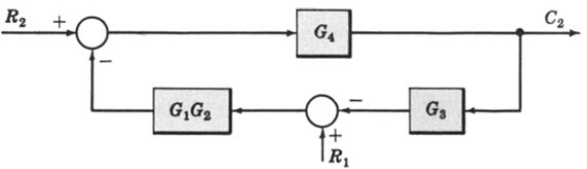 R₂ + G₄ C₂
−
G₁G₂ − G₃
+
R₁